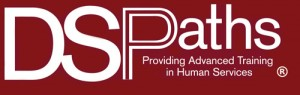 DSPaths
Providing Advanced Training
in Human Services
®